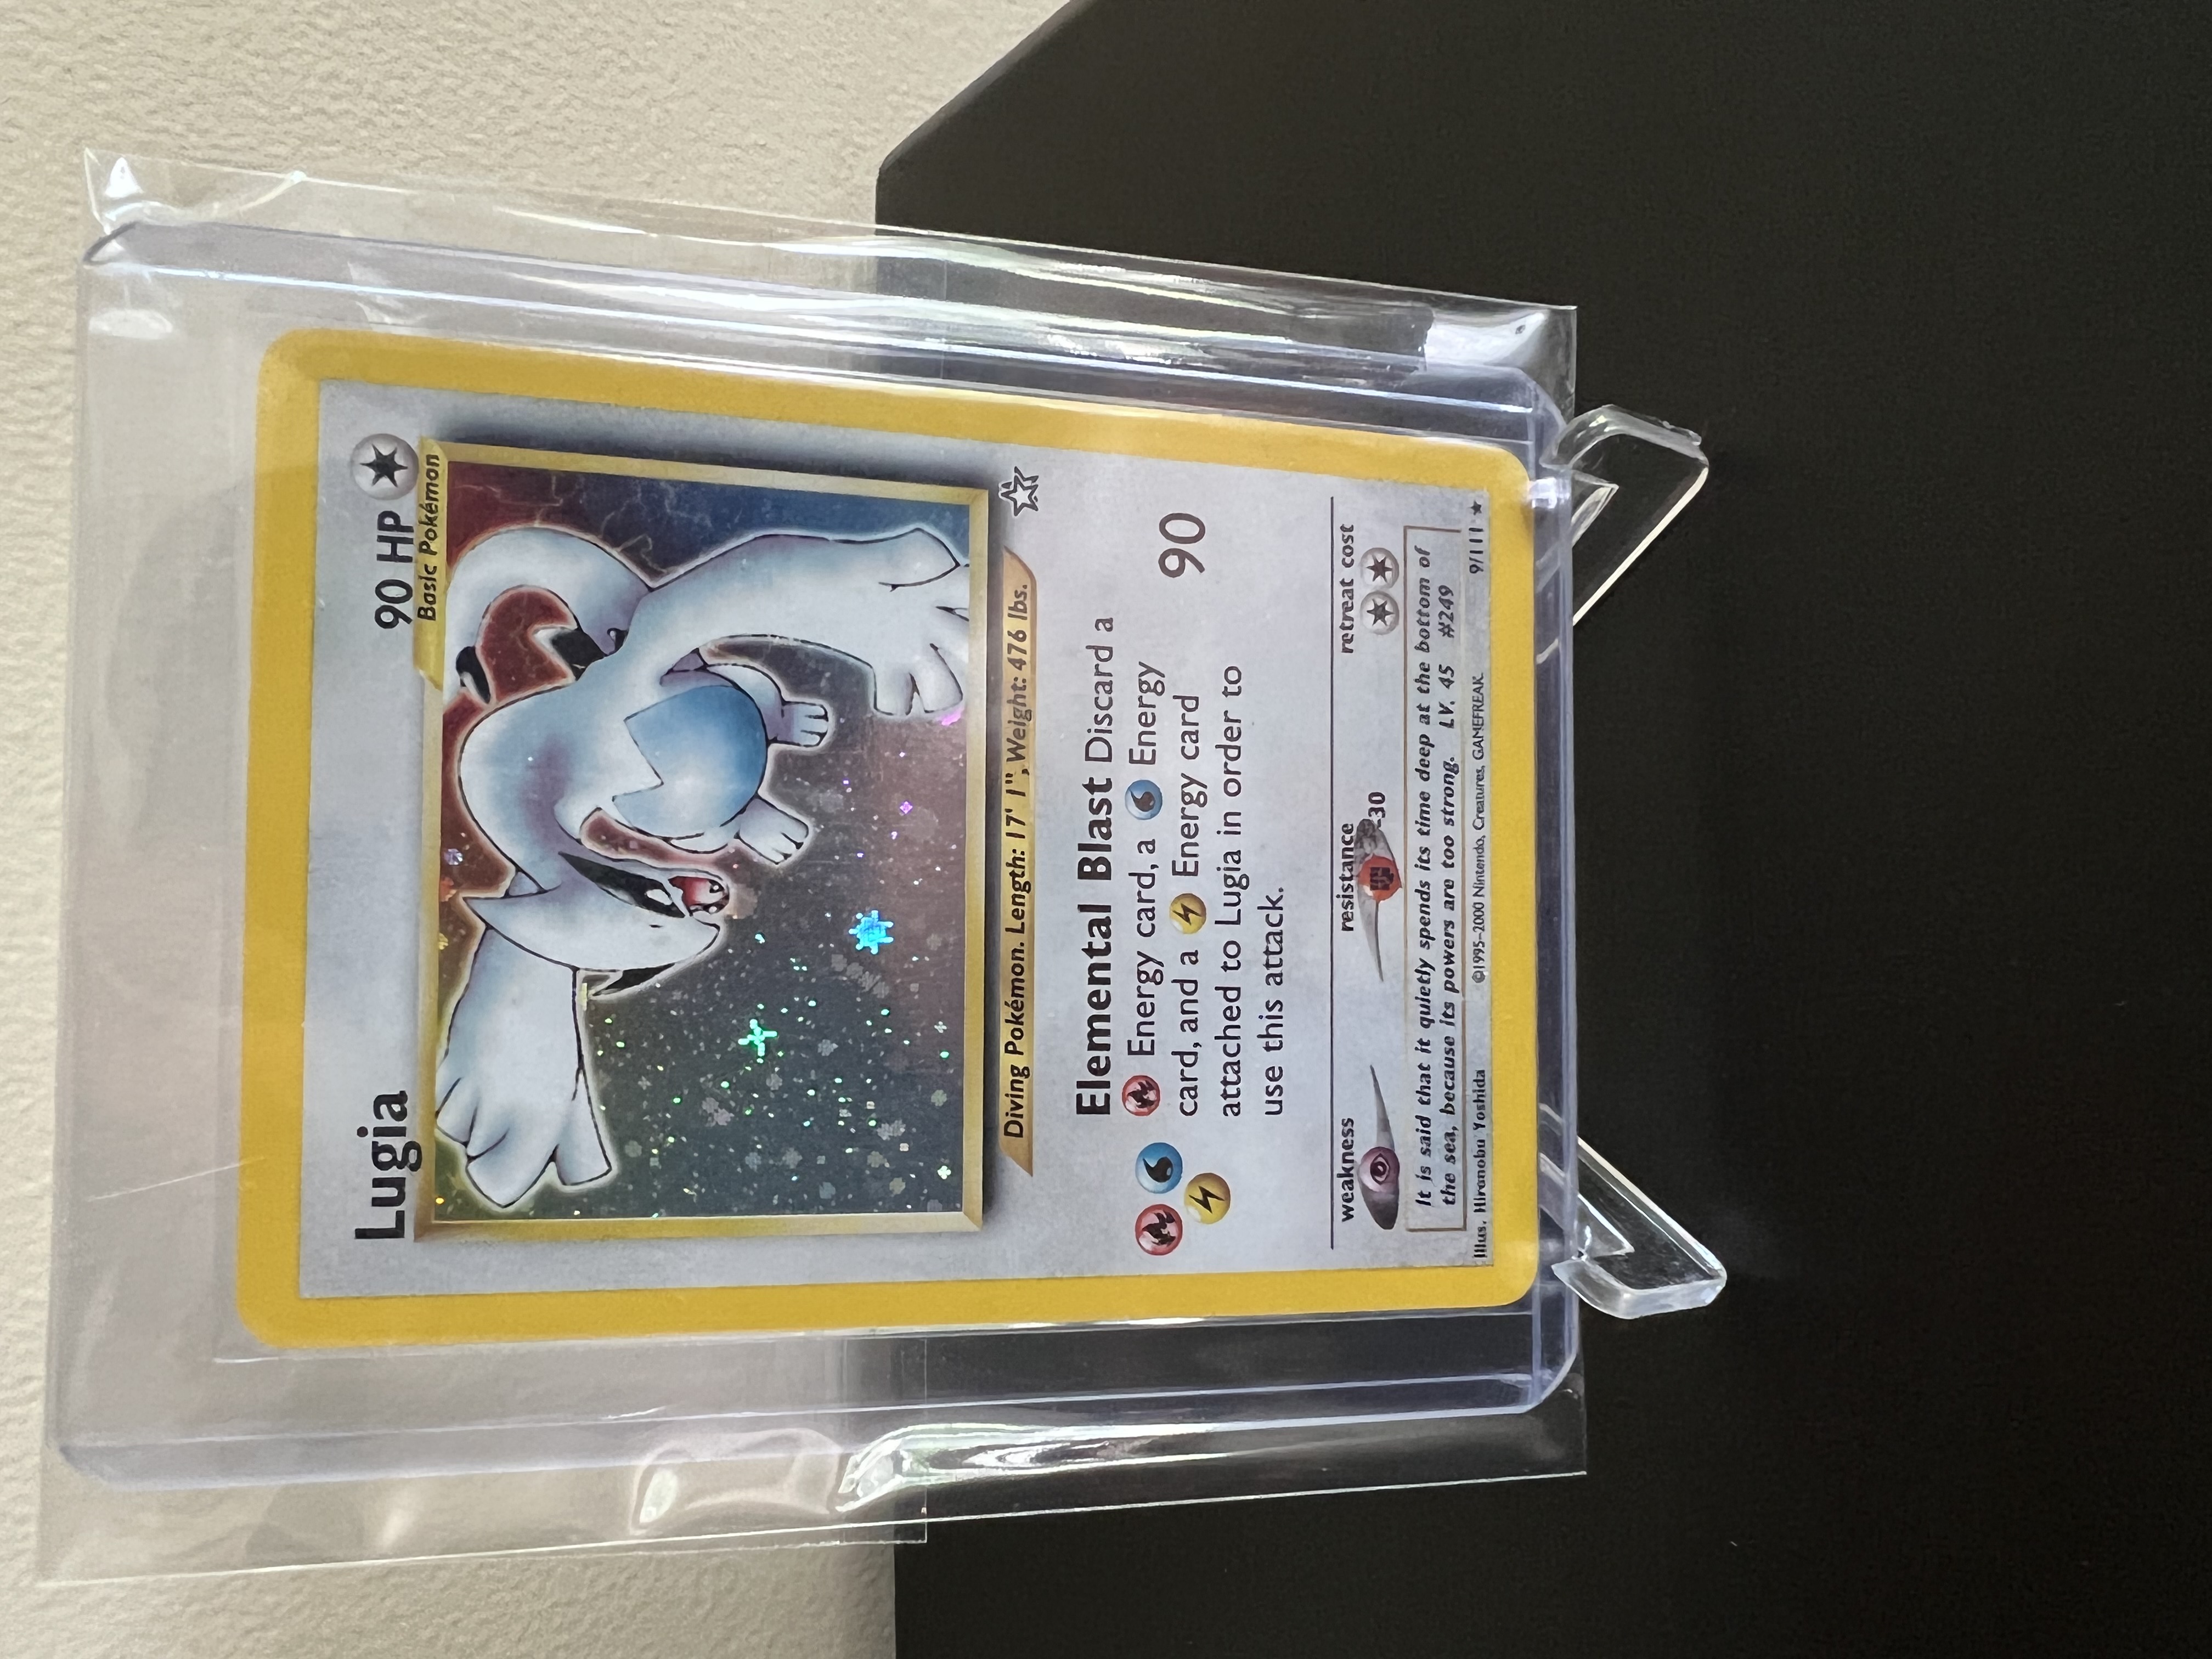 Lugia
90 HP
Basic Pokémon
Diving Pokémon. Length: 17' 1", Weight: 476 lbs.
Elemental Blast Discard a
Energy card, a Energy
card, and a Energy card
attached to Lugia in order to
use this attack.
90
weakness resistance retreat cost
-30
It is said that it quietly spends its time deep at the bottom of
the sea, because its powers are too strong. LV. 45 #249
Illus. Hironobu Yoshida ©1995–2000 Nintendo, Creatures, GAMEFREAK. 9/111 ★